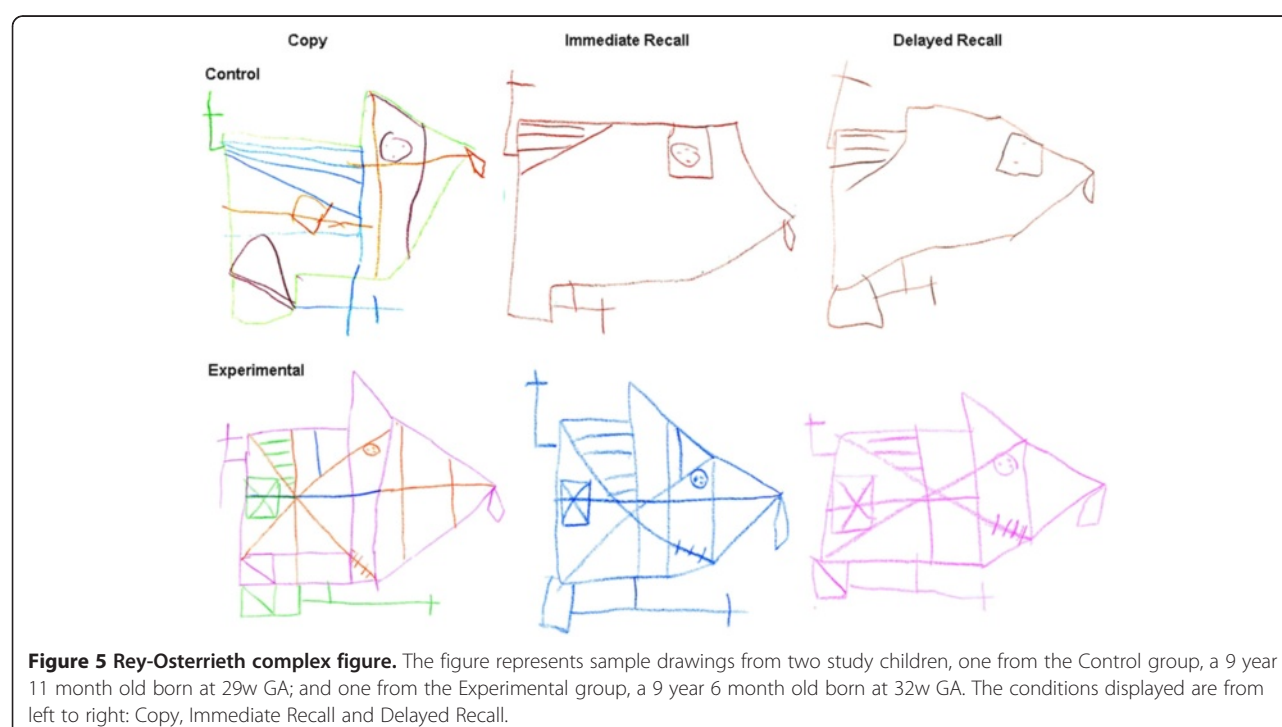 Copy Immediate Recall Delayed Recall
Control
Experimental
Figure 5 Rey-Osterrieth complex figure. The figure represents sample drawings from two study children, one from the Control group, a 9 year
11 month old born at 29w GA; and one from the Experimental group, a 9 year 6 month old born at 32w GA. The conditions displayed are from
left to right: Copy, Immediate Recall and Delayed Recall.